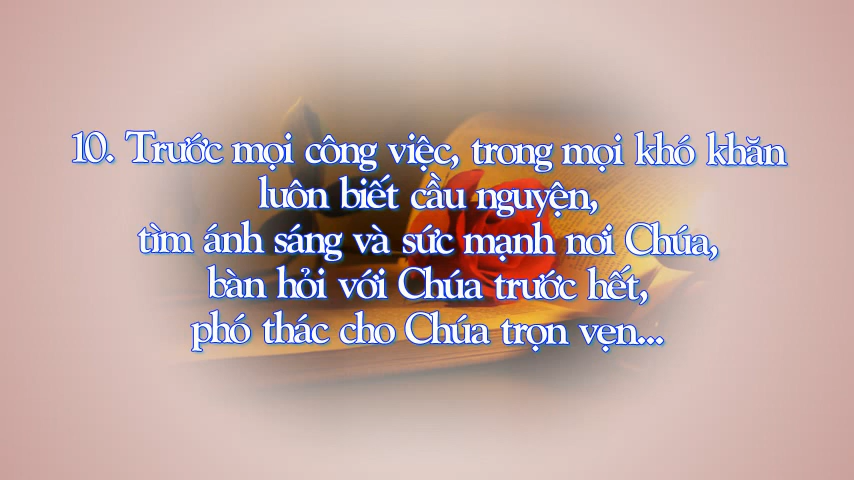 10. Trước mọi công việc, trong mọi khó khăn
luôn biết cầu nguyện,
tìm ánh sáng và sức mạnh nơi Chúa,
bàn hỏi với Chúa trước hết,
phó thác cho Chúa trọn vẹn...